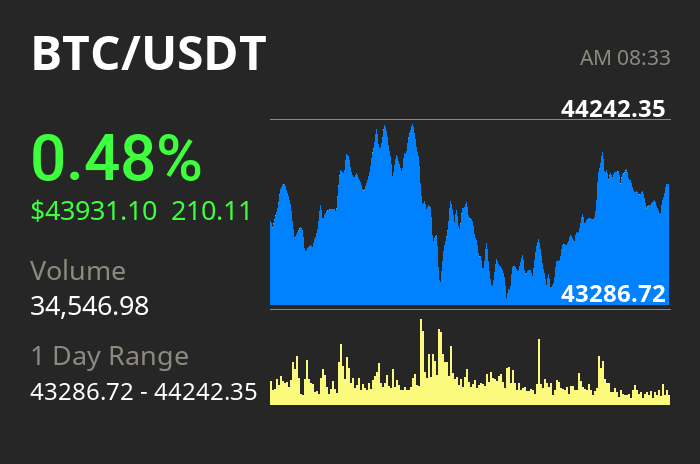 BTC/USDT
AM 08:33
44242.35
0.48%
$43931.10 210.11
Volume
34,546.98
43286.72
1 Day Range
43286.72 - 44242.35